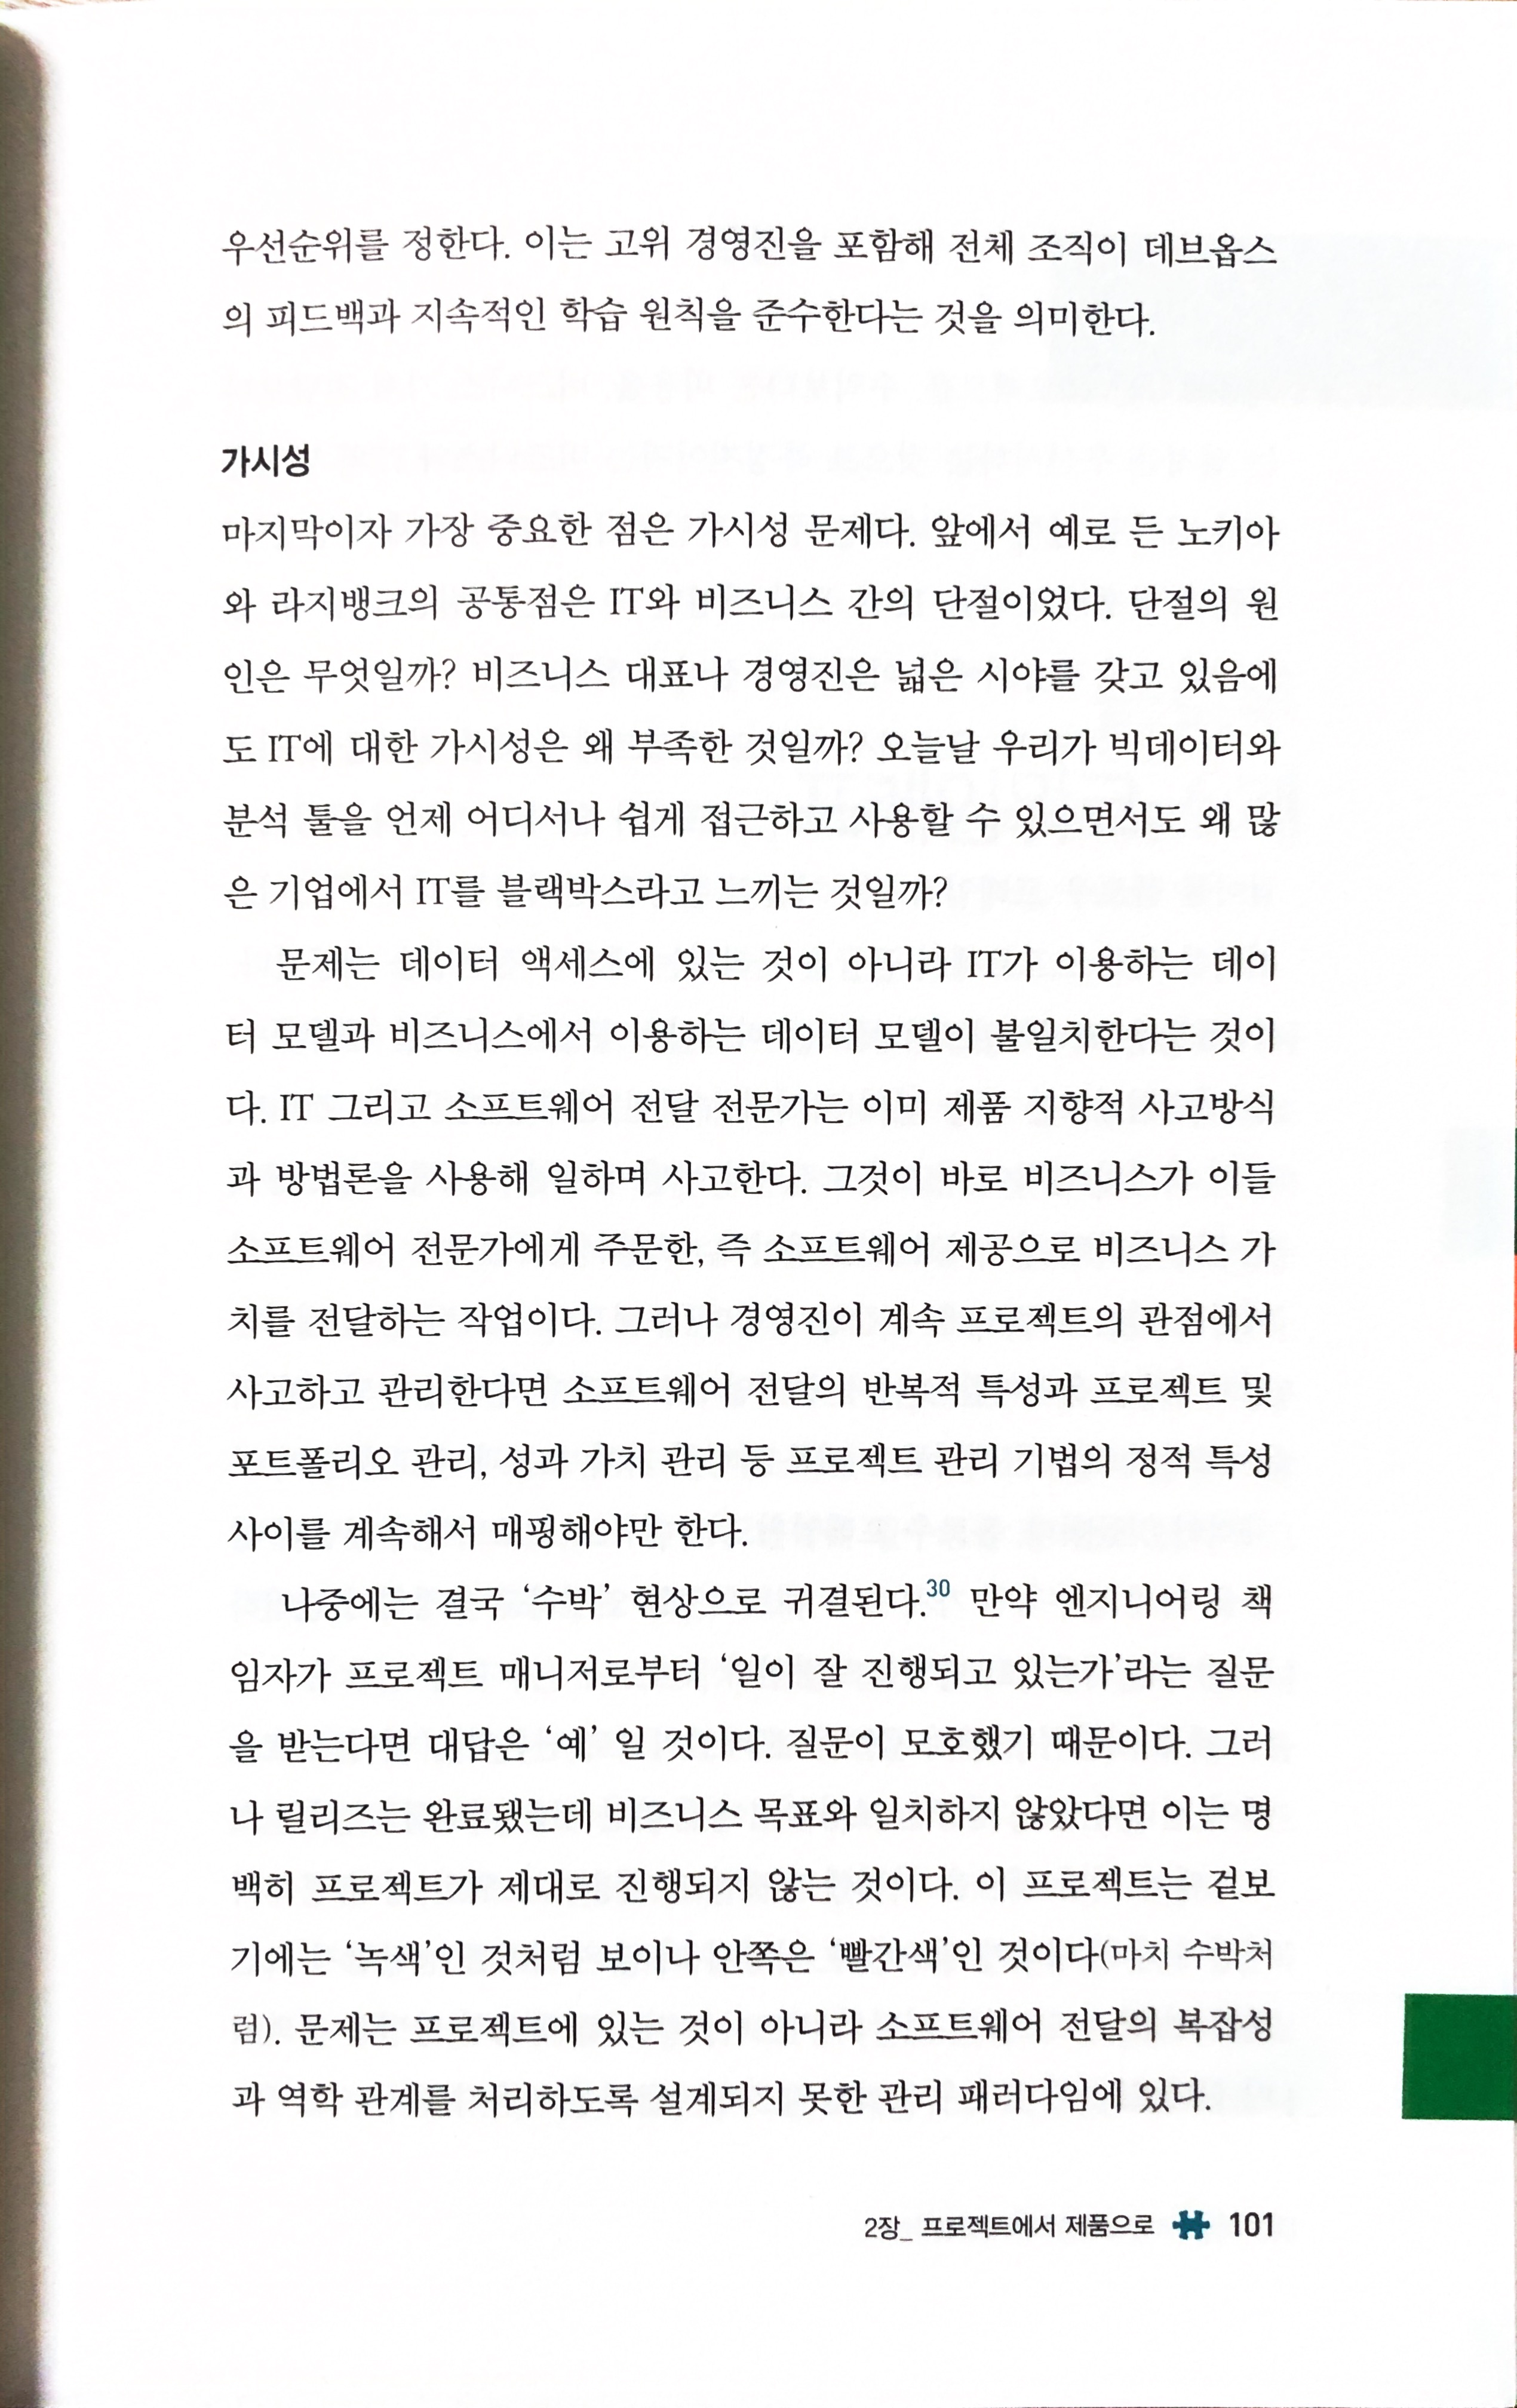 우선순위를 정한다. 이는 고위 경영진을 포함해 전체 조직이 데브옵스
의 피드백과 지속적인 학습 원칙을 준수한다는 것을 의미한다.
가시성
마지막이자 가장 중요한 점은 가시성 문제다. 앞에서 예로 든 노키아
와 라지뱅크의 공통점은 IT와 비즈니스 간의 단절이었다. 단절의 원
인은 무엇일까? 비즈니스 대표나 경영진은 넓은 시야를 갖고 있음에
도 IT에 대한 가시성은 왜 부족한 것일까? 오늘날 우리가 빅데이터와
분석 툴을 언제 어디서나 쉽게 접근하고 사용할 수 있으면서도 왜 많
은 기업에서 IT를 블랙박스라고 느끼는 것일까?
문제는 데이터 액세스에 있는 것이 아니라 IT가 이용하는 데이
터 모델과 비즈니스에서 이용하는 데이터 모델이 불일치한다는 것이
다. IT 그리고 소프트웨어 전달 전문가는 이미 제품 지향적 사고방식
과 방법론을 사용해 일하며 사고한다. 그것이 바로 비즈니스가 이들
소프트웨어 전문가에게 주문한, 즉 소프트웨어 제공으로 비즈니스 가
치를 전달하는 작업이다. 그러나 경영진이 계속 프로젝트의 관점에서
사고하고 관리한다면 소프트웨어 전달의 반복적 특성과 프로젝트 및
포트폴리오 관리, 성과 가치 관리 등 프로젝트 관리 기법의 정적 특성
사이를 계속해서 매핑해야만 한다.
나중에는 결국 ‘수박’ 현상으로 귀결된다.30 만약 엔지니어링 책
임자가 프로젝트 매니저로부터 ‘일이 잘 진행되고 있는가’라는 질문
을 받는다면 대답은 ‘예’ 일 것이다. 질문이 모호했기 때문이다. 그러
나 릴리즈는 완료됐는데 비즈니스 목표와 일치하지 않았다면 이는 명
백히 프로젝트가 제대로 진행되지 않는 것이다. 이 프로젝트는 겉보
기에는 ‘녹색’인 것처럼 보이나 안쪽은 ‘빨간색’인 것이다(마치 수박처
럼). 문제는 프로젝트에 있는 것이 아니라 소프트웨어 전달의 복잡성
과 역학 관계를 처리하도록 설계되지 못한 관리 패러다임에 있다.
2장_ 프로젝트에서 제품으로 101